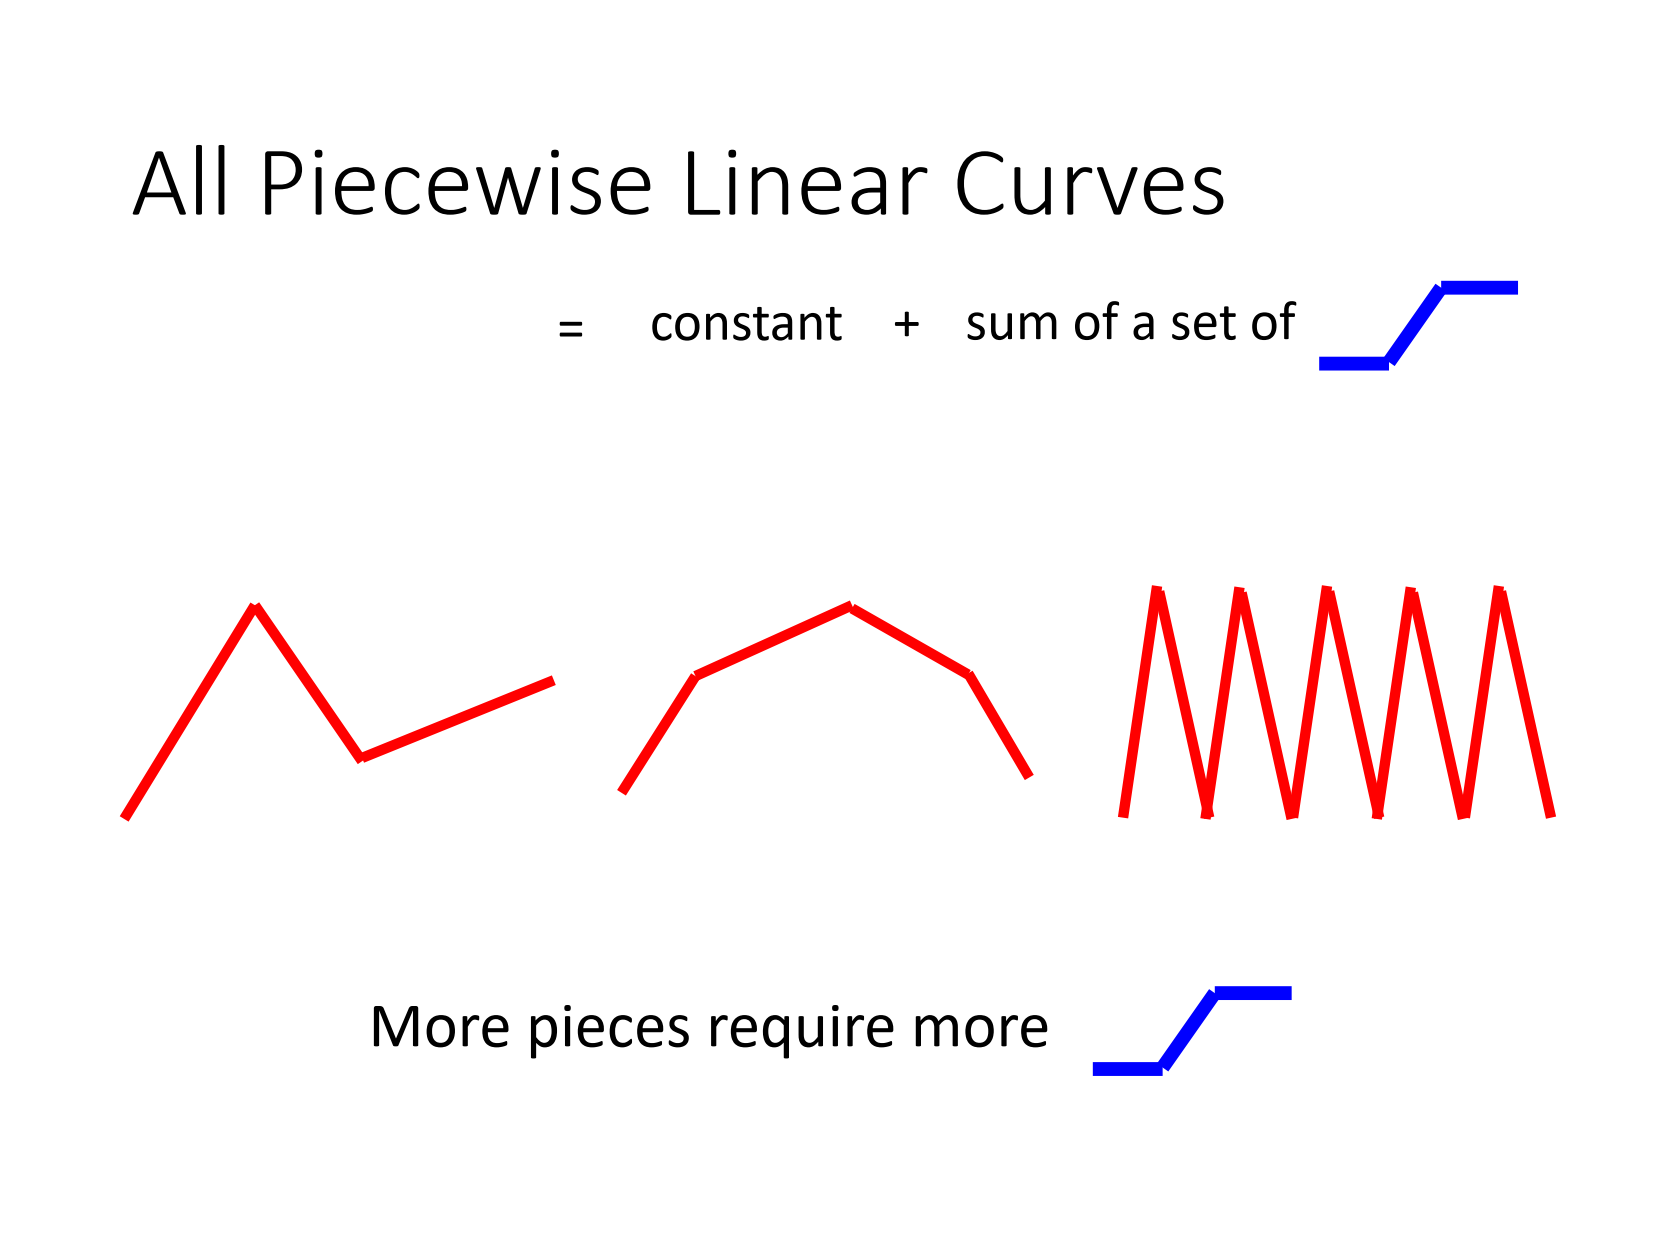 All Piecewise Linear Curves
= constant + sum of a set of
More pieces require more